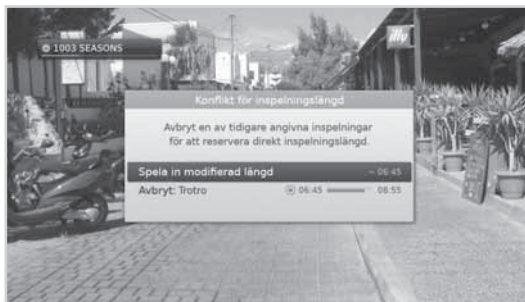 1003 SEASONS
illy
Konflikt för inspelningslängd
Avbryt en av tidigare angivna inspelningar
för att reservera direkt inspelningslängd.
Spela in modifierad längd ~ 06:45
Avbryt: Trotro 06:45 08:55